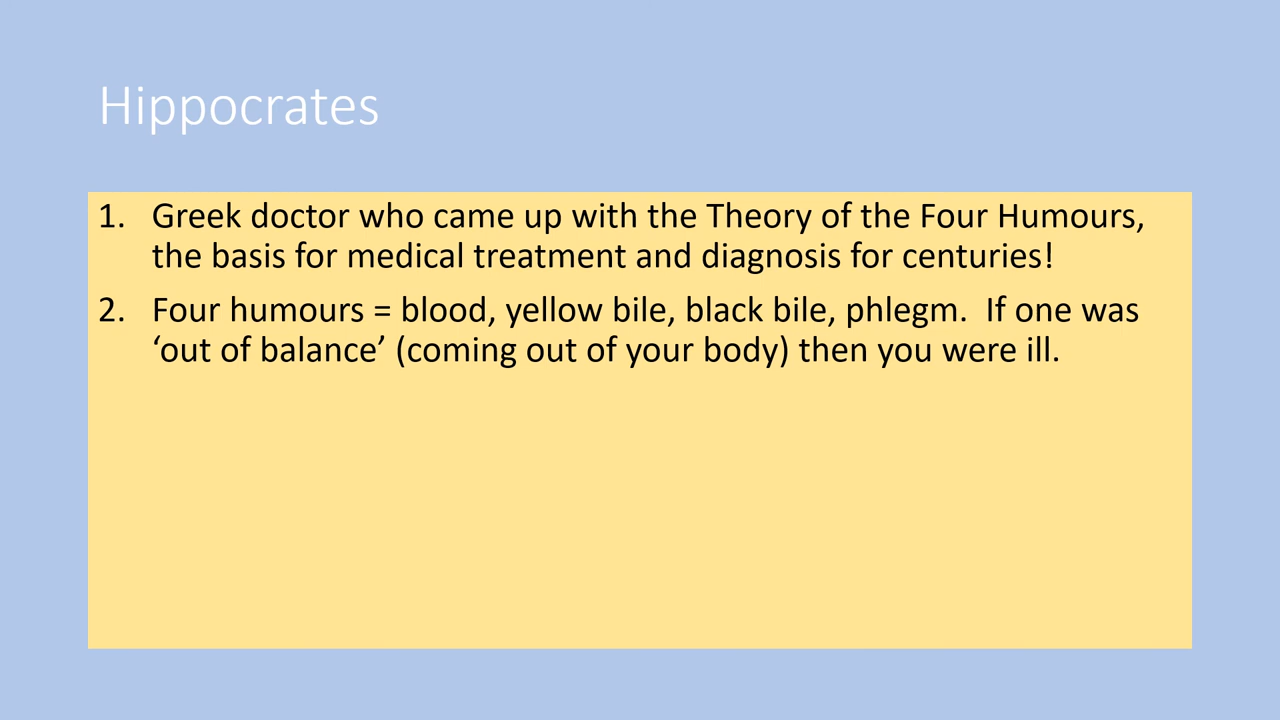 Hippocrates
1. Greek doctor who came up with the Theory of the Four Humours,
the basis for medical treatment and diagnosis for centuries!
2. Four humours = blood, yellow bile, black bile, phlegm.  If one was
‘out of balance’ (coming out of your body) then you were ill.